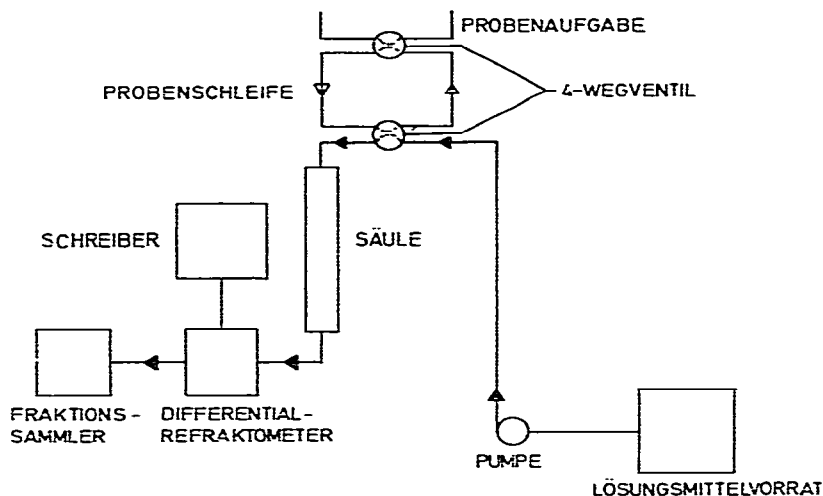 PROBENAUFGABE
PROBENSCHLEIFE
4-WEGVENTIL
SCHREIBER
SÄULE
FRAKTIONS-
SAMMLER
DIFFERENTIAL-
REFRAKTOMETER
PUMPE
LÖSUNGSMITTELVORRAT